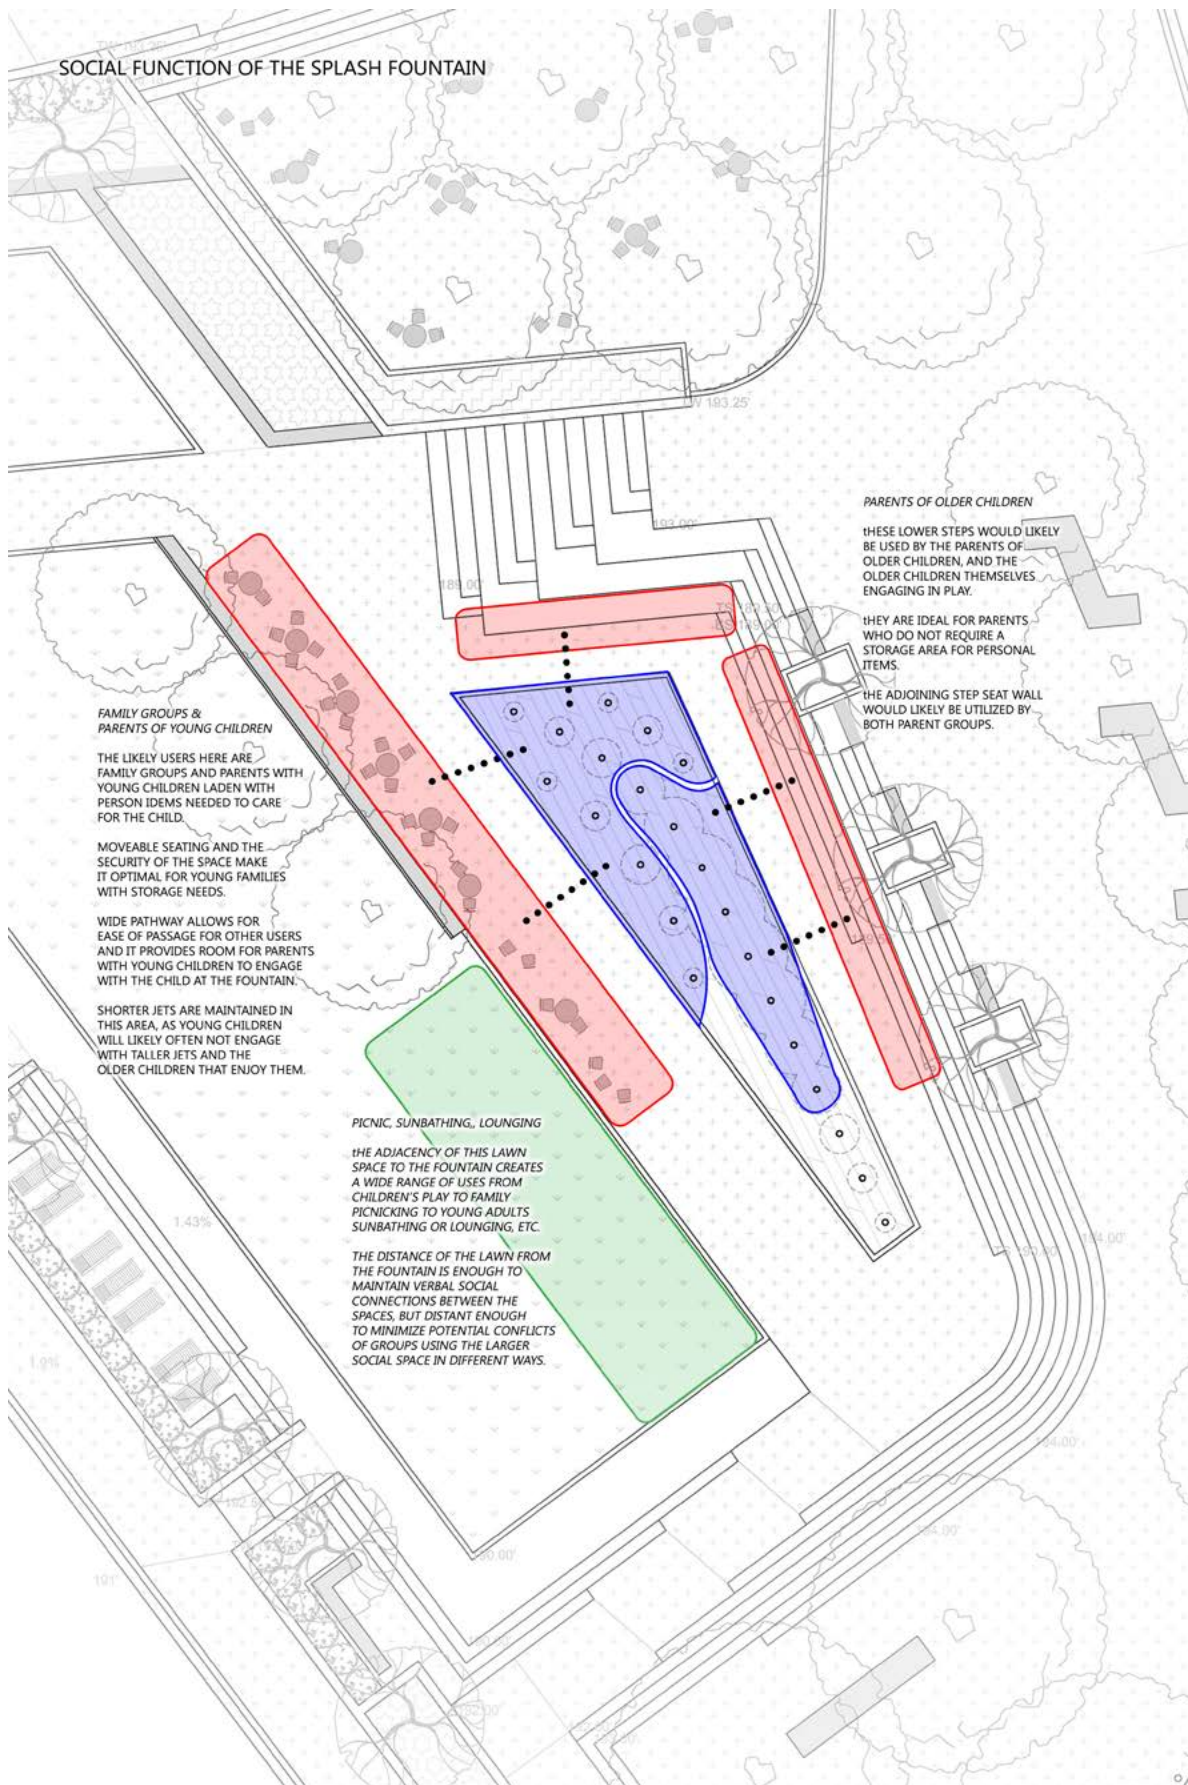 TW 193.25'
SOCIAL FUNCTION OF THE SPLASH FOUNTAIN
TW 193.25'
193.00'
189.00'
PARENTS OF OLDER CHILDREN
tHESE LOWER STEPS WOULD LIKELY
BE USED BY THE PARENTS OF
OLDER CHILDREN, AND THE
OLDER CHILDREN THEMSELVES
ENGAGING IN PLAY.
tHEY ARE IDEAL FOR PARENTS
WHO DO NOT REQUIRE A
STORAGE AREA FOR PERSONAL
ITEMS.
tHE ADJOINING STEP SEAT WALL
WOULD LIKELY BE UTILIZED BY
BOTH PARENT GROUPS.
FAMILY GROUPS &
PARENTS OF YOUNG CHILDREN
THE LIKELY USERS HERE ARE
FAMILY GROUPS AND PARENTS WITH
YOUNG CHILDREN LADEN WITH
PERSON IDEMS NEEDED TO CARE
FOR THE CHILD.
MOVEABLE SEATING AND THE
SECURITY OF THE SPACE MAKE
IT OPTIMAL FOR YOUNG FAMILIES
WITH STORAGE NEEDS.
WIDE PATHWAY ALLOWS FOR
EASE OF PASSAGE FOR OTHER USERS
AND IT PROVIDES ROOM FOR PARENTS
WITH YOUNG CHILDREN TO ENGAGE
WITH THE CHILD AT THE FOUNTAIN.
SHORTER JETS ARE MAINTAINED IN
THIS AREA, AS YOUNG CHILDREN
WILL LIKELY OFTEN NOT ENGAGE
WITH TALLER JETS AND THE
OLDER CHILDREN THAT ENJOY THEM.
PICNIC, SUNBATHING,, LOUNGING
tHE ADJACENCY OF THIS LAWN
SPACE TO THE FOUNTAIN CREATES
A WIDE RANGE OF USES FROM
CHILDREN'S PLAY TO FAMILY
PICNICKING TO YOUNG ADULTS
SUNBATHING OR LOUNGING, ETC.
THE DISTANCE OF THE LAWN FROM
THE FOUNTAIN IS ENOUGH TO
MAINTAIN VERBAL SOCIAL
CONNECTIONS BETWEEN THE
SPACES, BUT DISTANT ENOUGH
TO MINIMIZE POTENTIAL CONFLICTS
OF GROUPS USING THE LARGER
SOCIAL SPACE IN DIFFERENT WAYS.
1.43%
194.00'
194.00'
194.00'
190.00'
191'